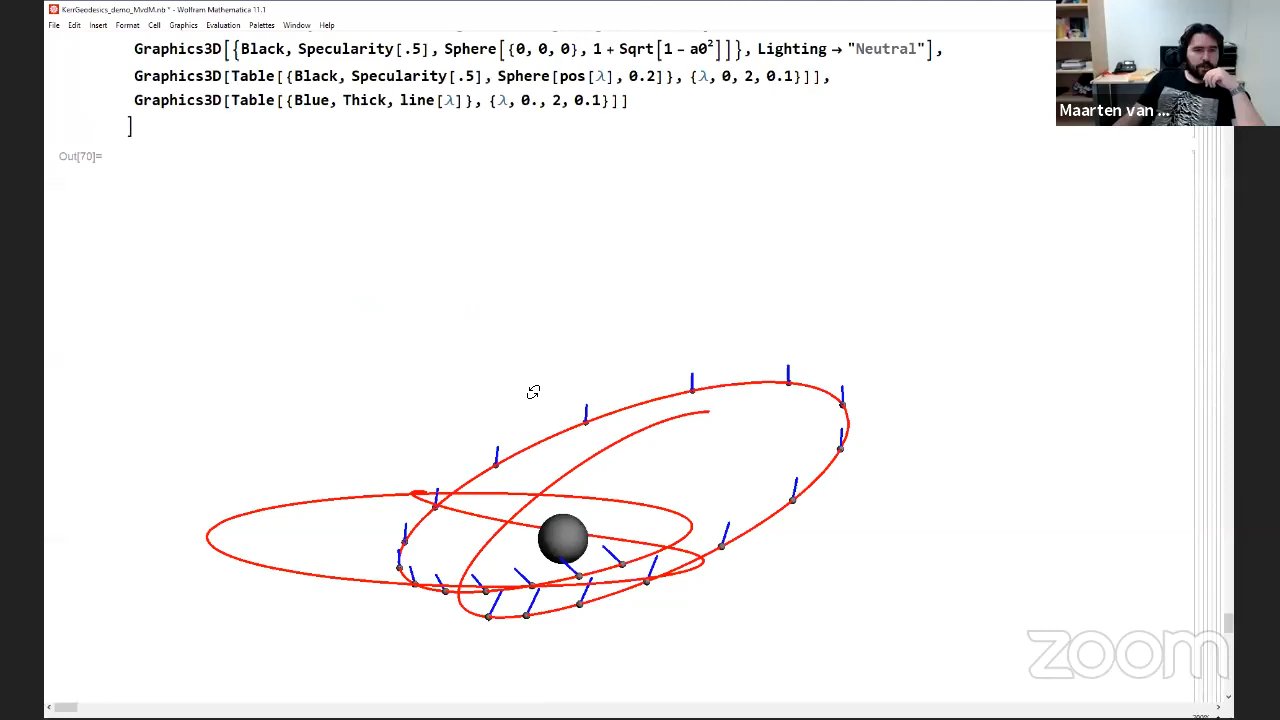 KerrGeodesics_demo_MvdM.nb * - Wolfram Mathematica 11.1
File Edit Insert Format Cell Graphics Evaluation Palettes Window Help
Graphics3D[{Black, Specularity[.5], Sphere[{0, 0, 0}, 1 + Sqrt[1 - a0²]]}, Lighting → "Neutral"],
Graphics3D[Table[{Black, Specularity[.5], Sphere[pos[λ], 0.2]}, {λ, 0, 2, 0.1}]],
Graphics3D[Table[{Blue, Thick, line[λ]}, {λ, 0., 2, 0.1}]]
]
Out[70]=
Maarten van ...
zoom